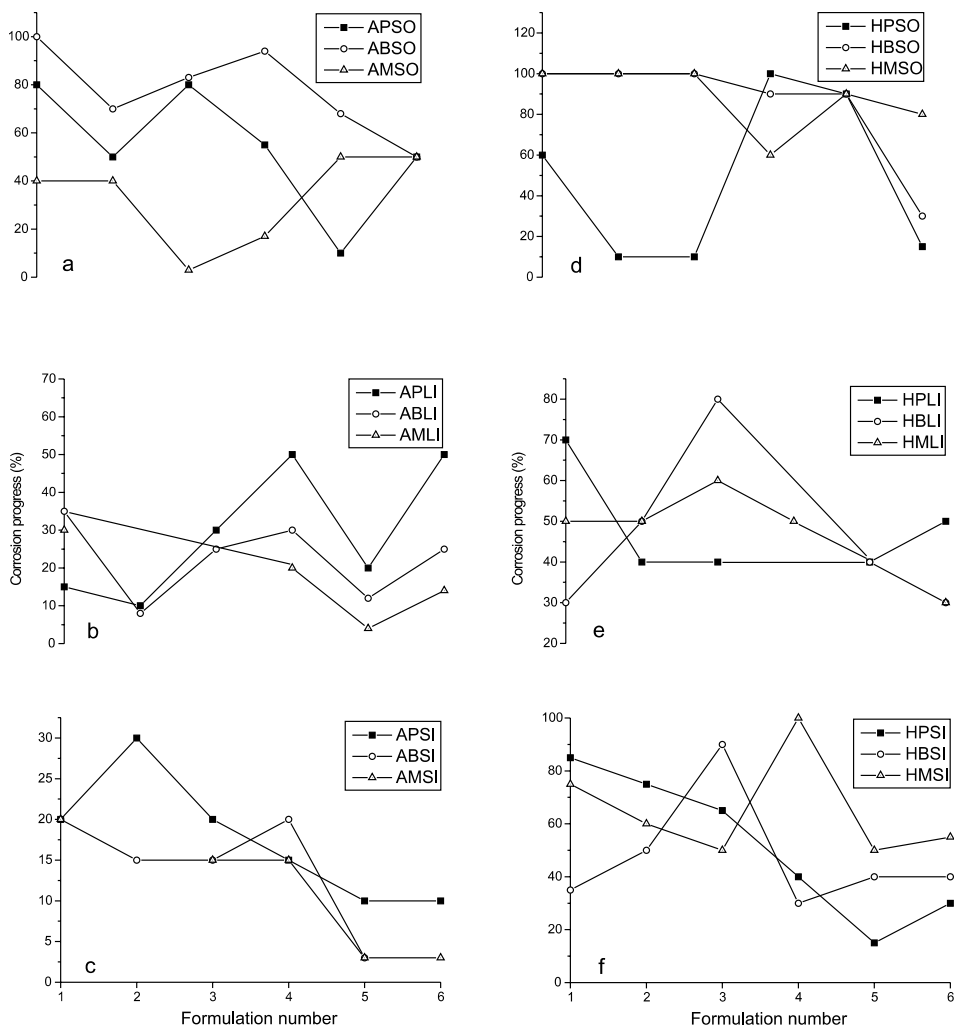 APSO
ABSO
AMSO
100
80
60
40
20
0
a
HPSO
HBSO
HMSO
120
100
80
60
40
20
0
d
APLI
ABLI
AMLI
70
60
50
40
30
20
10
0
Corrosion progress (%)
b
HPLI
HBLI
HMLI
80
70
60
50
40
30
20
Corrosion progress (%)
e
APSI
ABSI
AMSI
30
25
20
15
10
5
0
c
1 2 3 4 5 6
Formulation number
HPSI
HBSI
HMSI
100
80
60
40
20
0
f
1 2 3 4 5 6
Formulation number